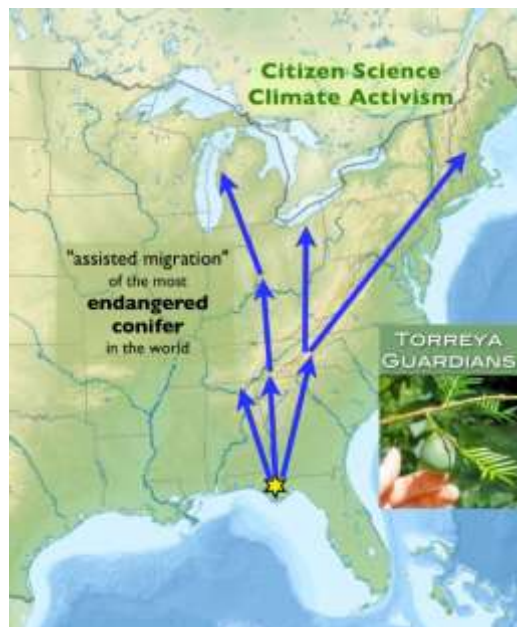 Citizen Science
Climate Activism
"assisted migration"
of the most
endangered
conifer
in the world
TORREYA
GUARDIANS